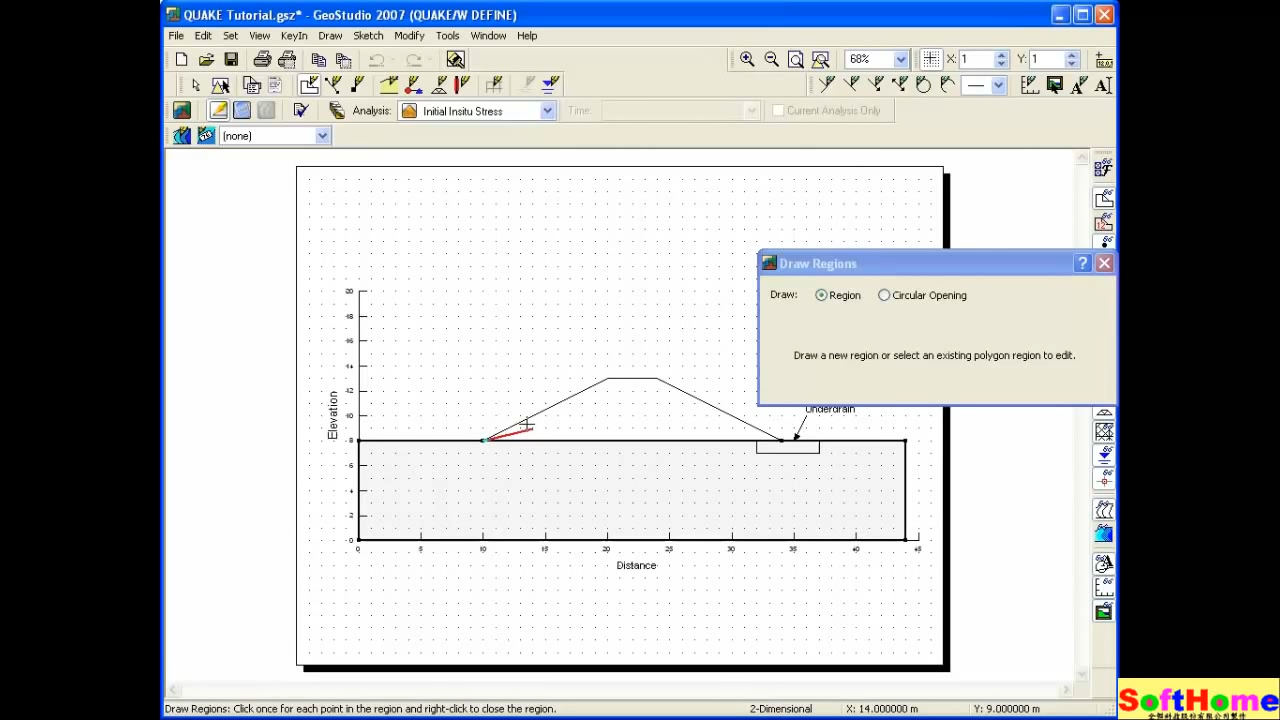 QUAKE Tutorial.gsz* - GeoStudio 2007 (QUAKE/W DEFINE)
File Edit Set View KeyIn Draw Sketch Modify Tools Window Help
68% X: 1 Y: 1
Analysis: Initial Insitu Stress Time: Current Analysis Only
(none)
Draw Regions
Draw: Region Circular Opening
Draw a new region or select an existing polygon region to edit.
Underdrain
Elevation
20
18
16
14
12
10
8
6
4
2
0
0 5 10 15 20 25 30 35 40 45
Distance
Draw Regions: Click once for each point in the region and right-click to close the regi
2-Dimensional X: 14.000000 m Y: 9.000000 m
SoftHome